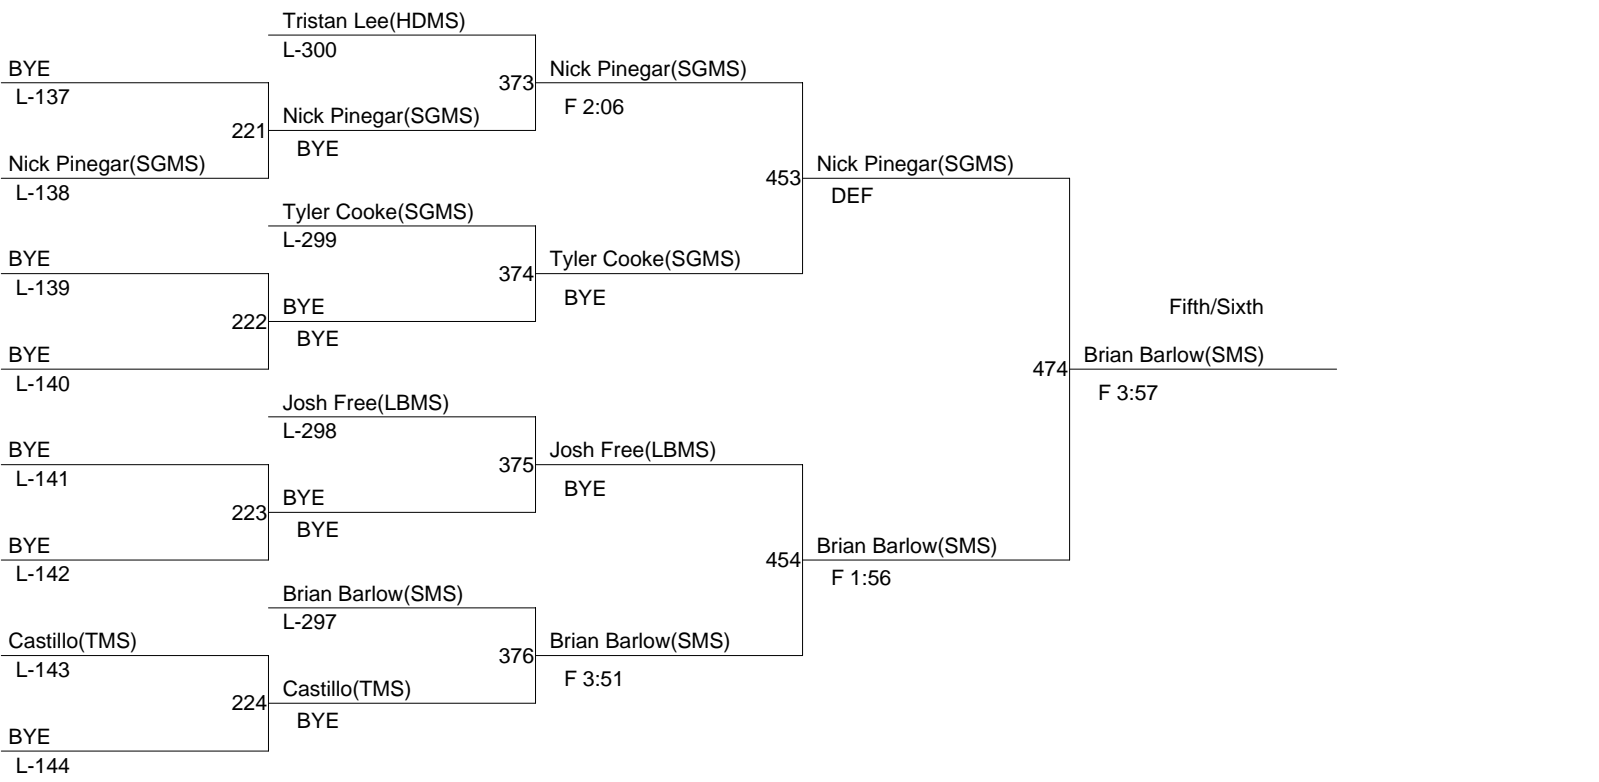 Tristan Lee(HDMS)
L-300
BYE
L-137
373
Nick Pinegar(SGMS)
F 2:06
221
Nick Pinegar(SGMS)
BYE
Nick Pinegar(SGMS)
L-138
453
Nick Pinegar(SGMS)
DEF
Tyler Cooke(SGMS)
L-299
BYE
L-139
374
Tyler Cooke(SGMS)
BYE
222
BYE
BYE
Fifth/Sixth
BYE
L-140
474
Brian Barlow(SMS)
F 3:57
Josh Free(LBMS)
L-298
BYE
L-141
375
Josh Free(LBMS)
BYE
223
BYE
BYE
BYE
L-142
454
Brian Barlow(SMS)
F 1:56
Brian Barlow(SMS)
L-297
Castillo(TMS)
L-143
376
Brian Barlow(SMS)
F 3:51
224
Castillo(TMS)
BYE
BYE
L-144